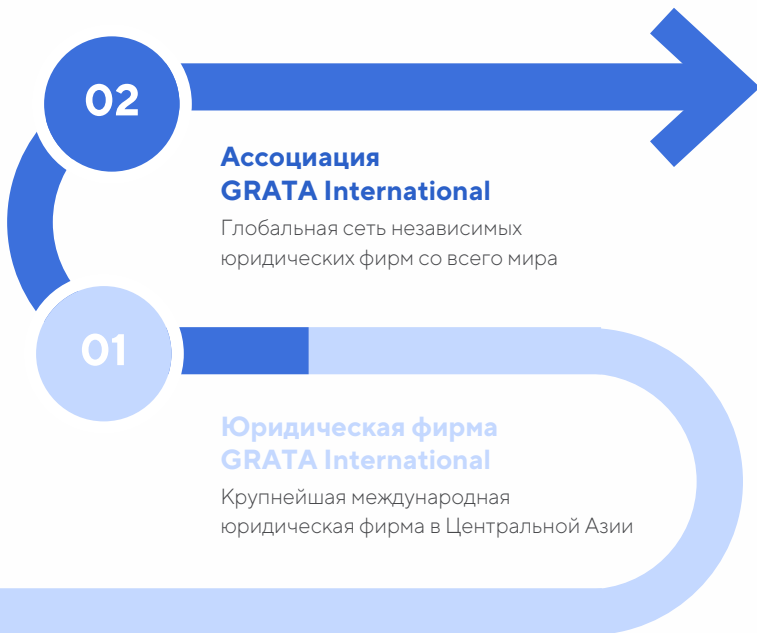 02
Ассоциация
GRATA International
Глобальная сеть независимых
юридических фирм со всего мира
01
Юридическая фирма
GRATA International
Крупнейшая международная
юридическая фирма в Центральной Азии